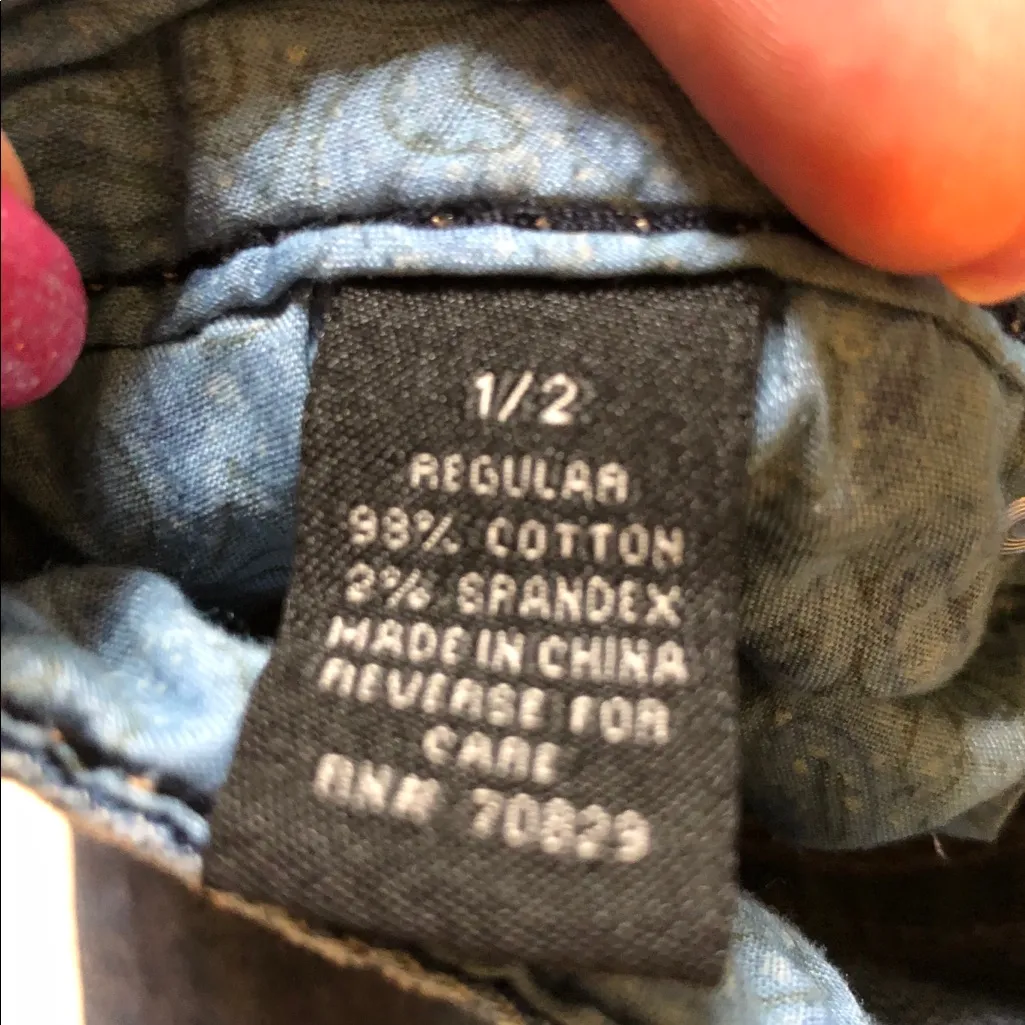 1/2
REGULAR
98% COTTON
2% SPANDEX
MADE IN CHINA
REVERSE FOR
CARE
RN# 70829